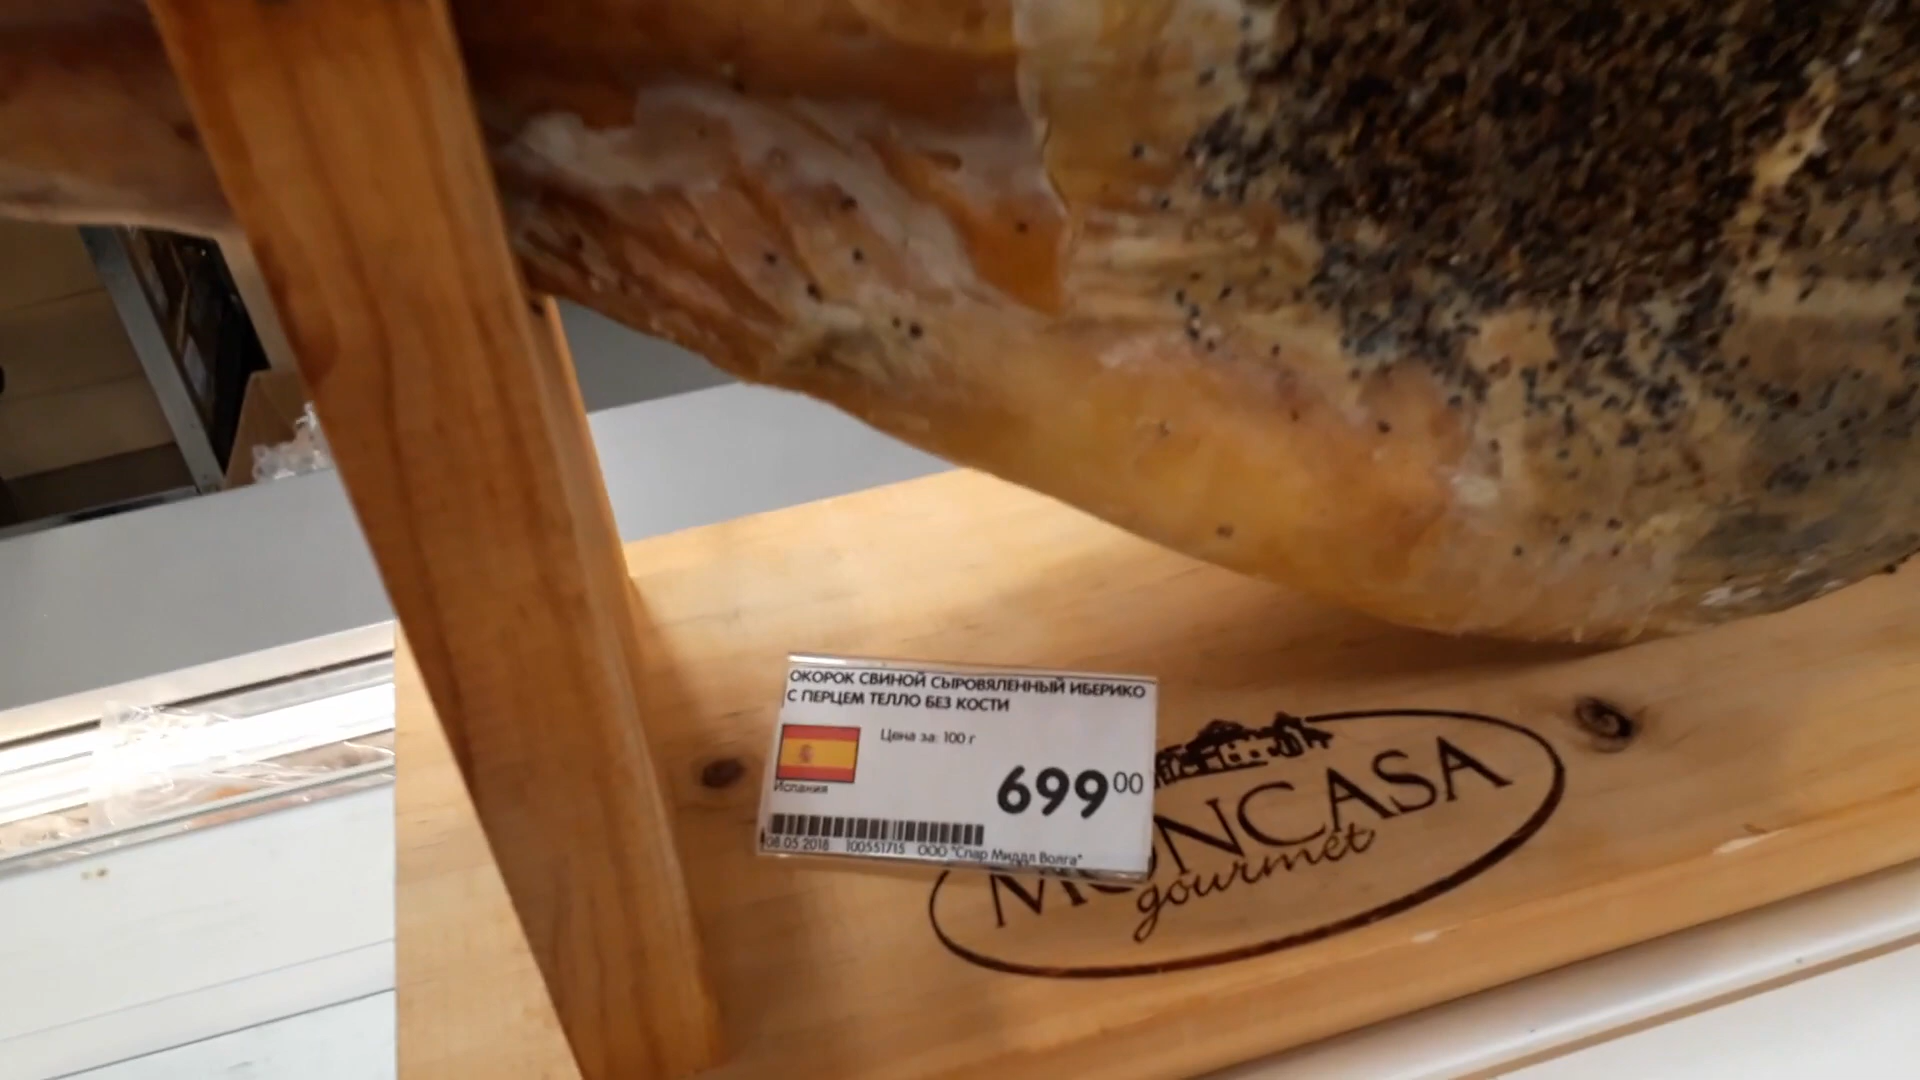 ОКОРОК СВИНОЙ СЫРОВЯЛЕННЫЙ ИБЕРИКО
С ПЕРЦЕМ ТЕЛЛО БЕЗ КОСТИ
Цена за: 100 г
699 00
Испания
08.05.2018 100551715 ООО "Спар Миддл Волга"
MONCASA
gourmet